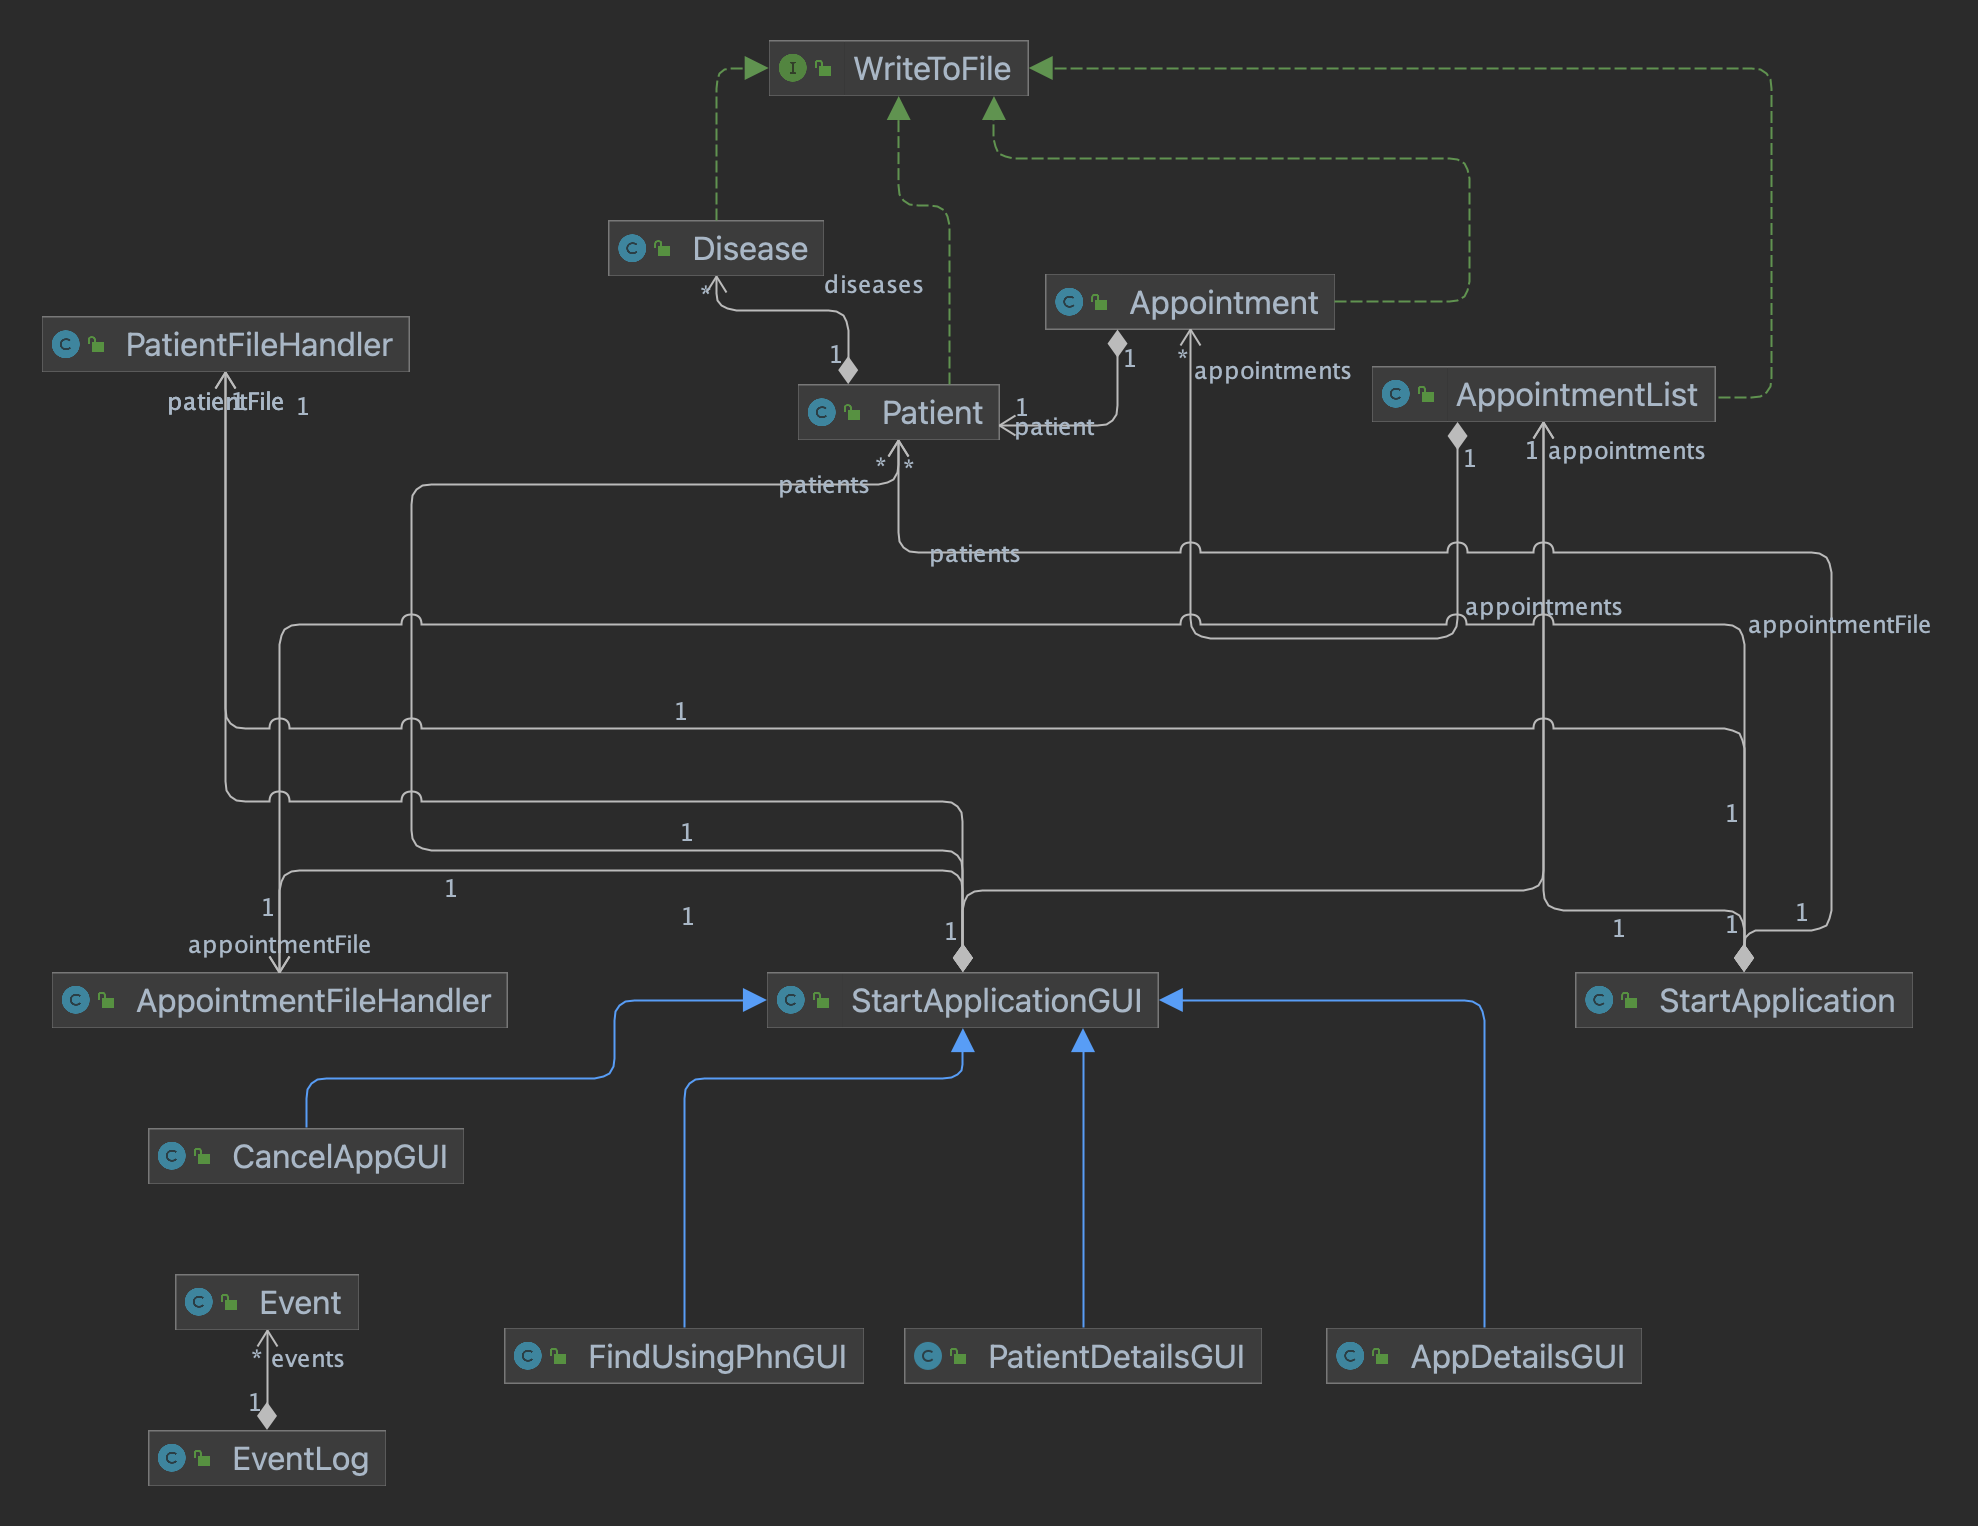 WriteToFile
Disease
diseases
*
Appointment
PatientFileHandler
1
1
*
appointments
patientFile
1
1
Patient
1
patient
AppointmentList
*
*
1
appointments
1
patients
patients
appointments
appointmentFile
1
1
1
1
1
1
1
1
1
1
appointmentFile
AppointmentFileHandler
StartApplicationGUI
StartApplication
CancelAppGUI
Event
*
events
FindUsingPhnGUI
PatientDetailsGUI
AppDetailsGUI
1
EventLog